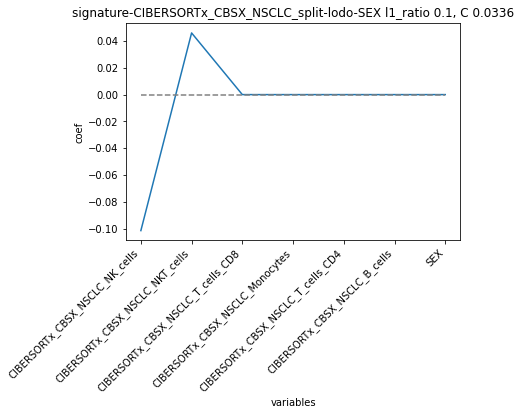 signature-CIBERSORTx_CBSX_NSCLC_split-lodo-SEX l1_ratio 0.1, C 0.0336
0.04
0.02
0.00
−0.02
−0.04
−0.06
−0.08
−0.10
coef
CIBERSORTx_CBSX_NSCLC_NK_cells
CIBERSORTx_CBSX_NSCLC_NKT_cells
CIBERSORTx_CBSX_NSCLC_T_cells_CD8
CIBERSORTx_CBSX_NSCLC_Monocytes
CIBERSORTx_CBSX_NSCLC_T_cells_CD4
CIBERSORTx_CBSX_NSCLC_B_cells
SEX
variables